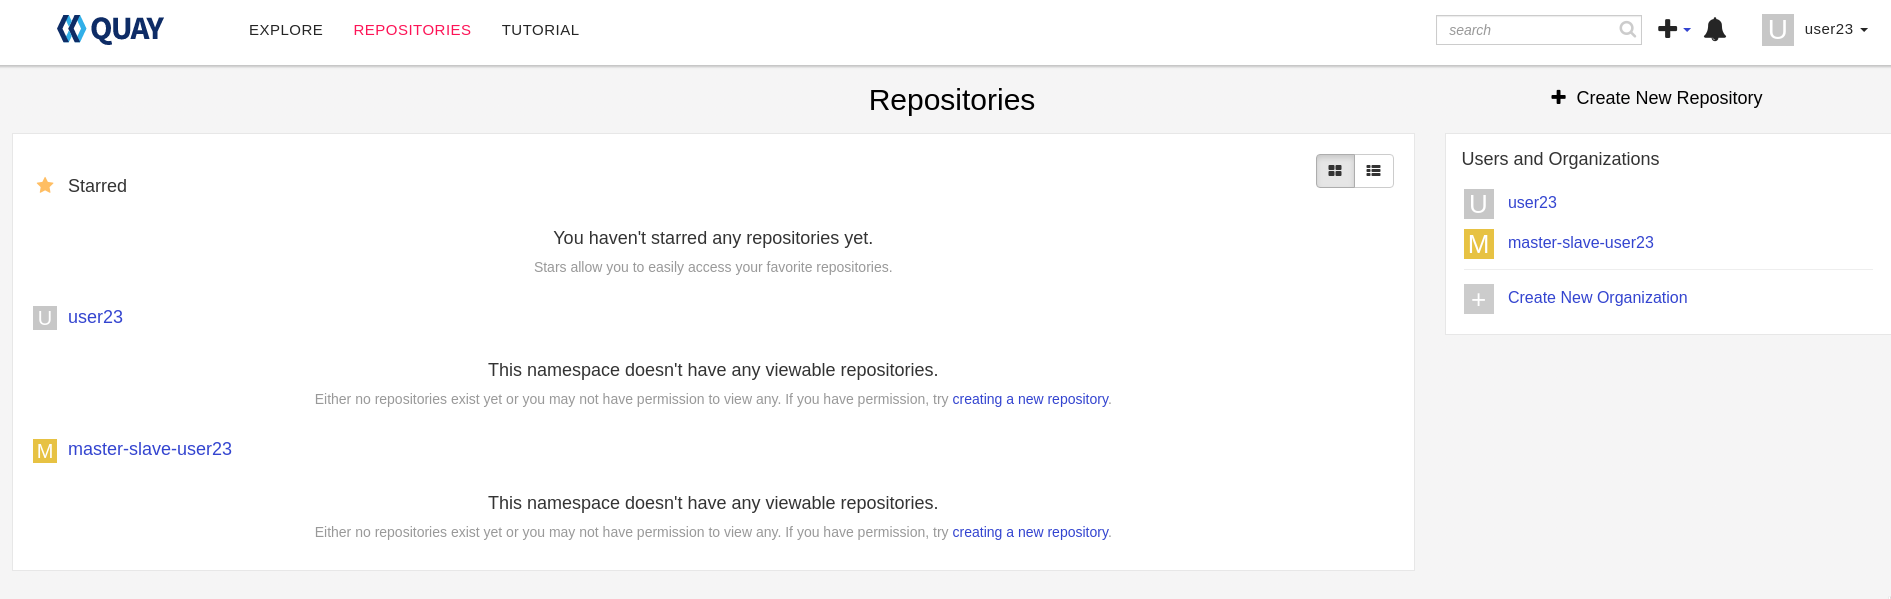 QUAY EXPLORE REPOSITORIES TUTORIAL search U user23
Repositories
Create New Repository
Starred
You haven't starred any repositories yet.
Stars allow you to easily access your favorite repositories.
U user23
This namespace doesn't have any viewable repositories.
Either no repositories exist yet or you may not have permission to view any. If you have permission, try creating a new repository.
M master-slave-user23
This namespace doesn't have any viewable repositories.
Either no repositories exist yet or you may not have permission to view any. If you have permission, try creating a new repository.
Users and Organizations
U user23
M master-slave-user23
+ Create New Organization